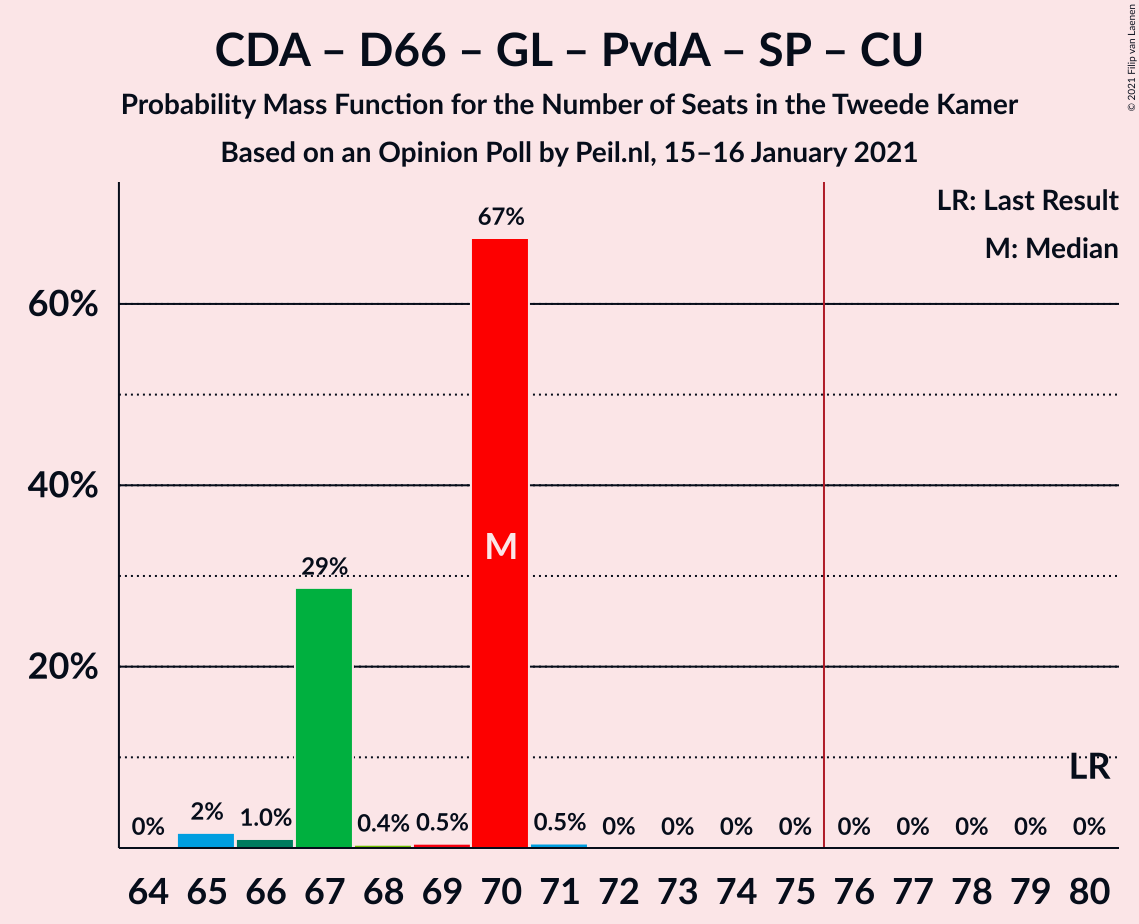 CDA – D66 – GL – PvdA – SP – CU
Probability Mass Function for the Number of Seats in the Tweede Kamer
Based on an Opinion Poll by Peil.nl, 15–16 January 2021
© 2021 Filip van Laenen
LR: Last Result
M: Median
67%
60%
40%
M
29%
20%
LR
0% 2% 1.0% 0.4% 0.5% 0.5% 0% 0% 0% 0% 0% 0% 0% 0% 0%
64 65 66 67 68 69 70 71 72 73 74 75 76 77 78 79 80